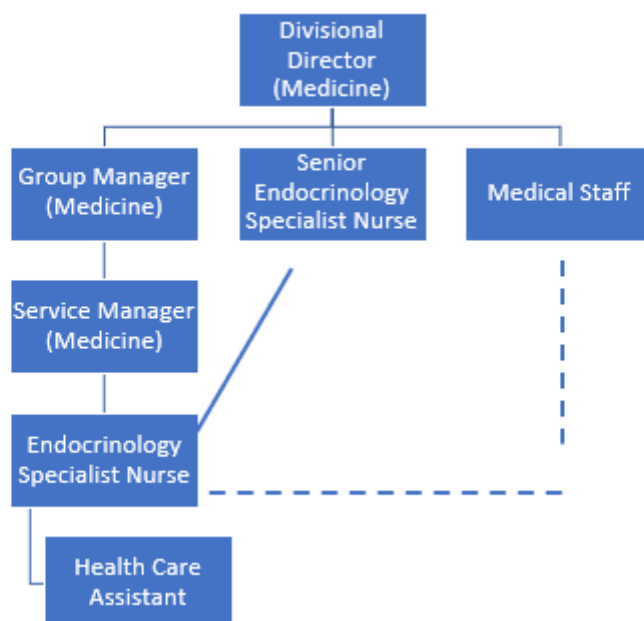 Divisional
Director
(Medicine)
Group Manager
(Medicine)
Senior
Endocrinology
Specialist Nurse
Medical Staff
Service Manager
(Medicine)
Endocrinology
Specialist Nurse
Health Care
Assistant